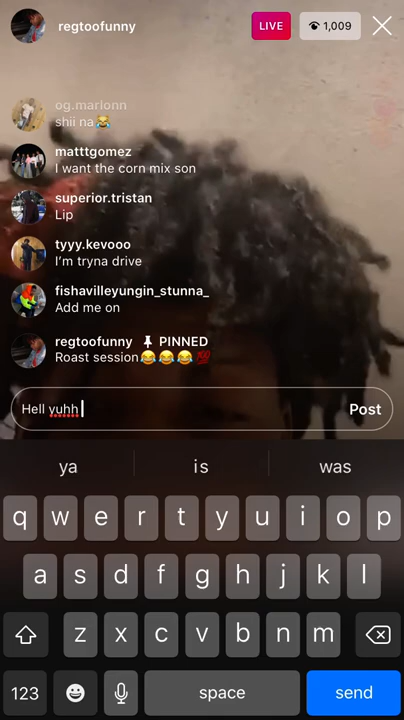 regtoofunny
LIVE
1,009
og.marlonn
shii na😂
matttgomez
I want the corn mix son
superior.tristan
Lip
tyyy.kevooo
I'm tryna drive
fishavilleyungin_stunna_
Add me on
regtoofunny PINNED
Roast session😂😂😂💯
Hell yuhh
Post
ya is was
q w e r t y u i o p
a s d f g h j k l
z x c v b n m
123 space send